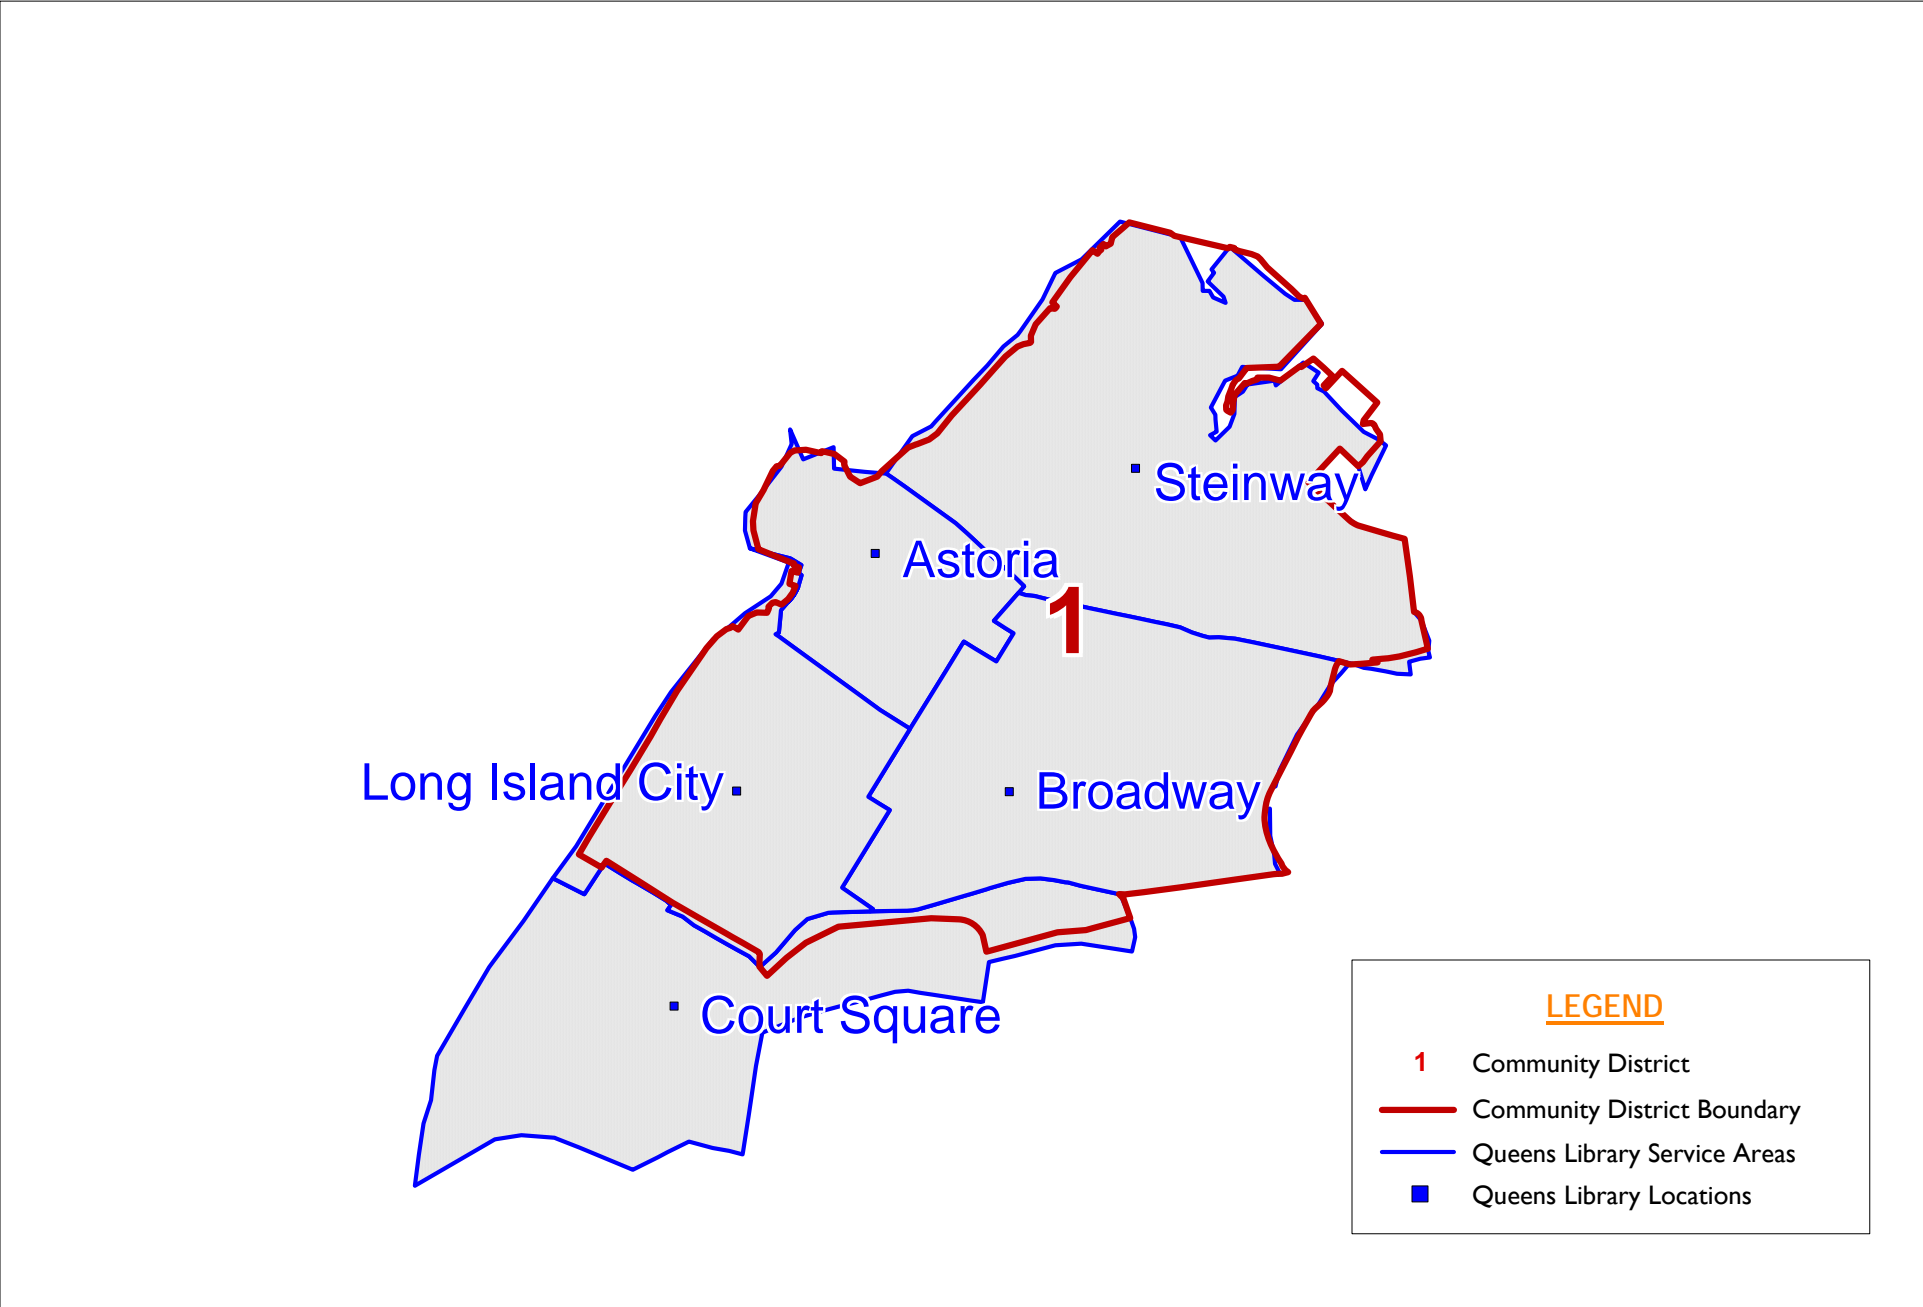 Steinway
Astoria
1
Long Island City
Broadway
Court Square
LEGEND
1 Community District
Community District Boundary
Queens Library Service Areas
Queens Library Locations